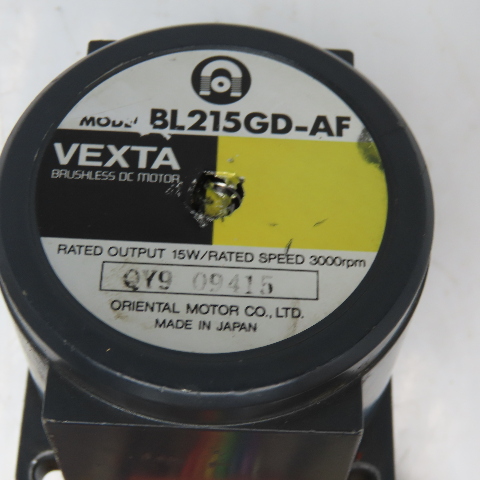 MODEL BL215GD-AF
VEXTA
BRUSHLESS DC MOTOR
RATED OUTPUT 15W/RATED SPEED 3000rpm
QY9 09415
ORIENTAL MOTOR CO., LTD.
MADE IN JAPAN